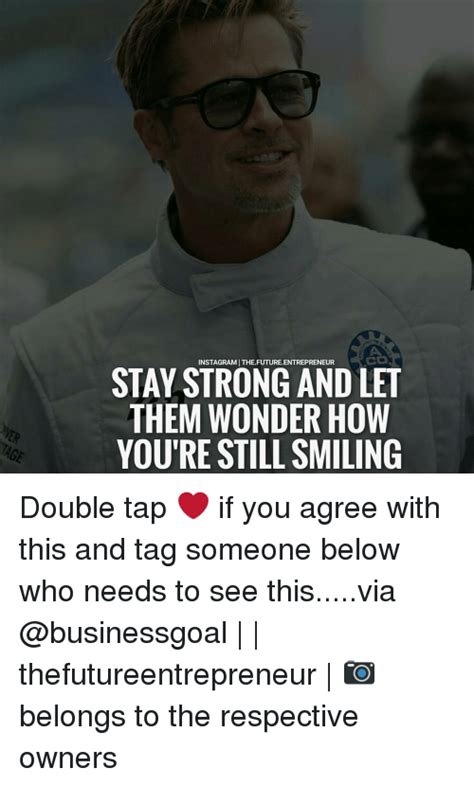 INSTAGRAM | THE.FUTURE.ENTREPRENEUR
STAY STRONG AND LET
THEM WONDER HOW
YOU'RE STILL SMILING
Double tap ❤️ if you agree with
this and tag someone below
who needs to see this.....via
@businessgoal | |
thefutureentrepreneur | 📷
belongs to the respective
owners